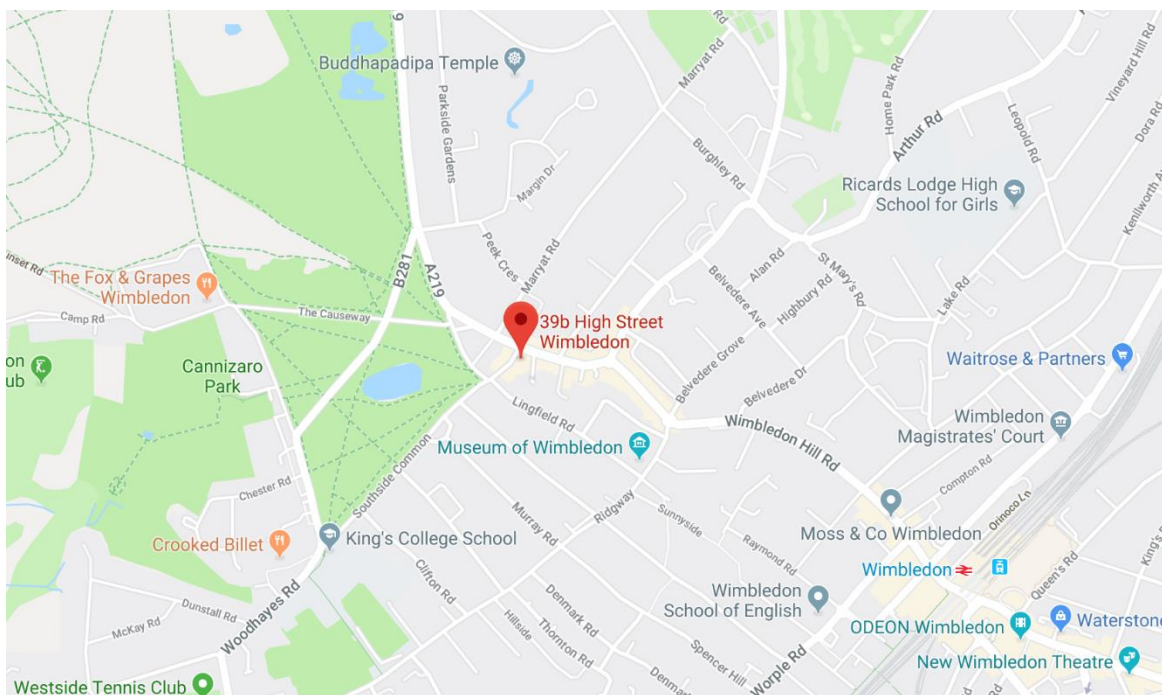 9
Marryat Rd
Vineyard Hill Rd
Buddhapadipa Temple
Home Park Rd
Leopold Rd
Dora Rd
Parkside Gardens
Arthur Rd
Burghley Rd
Margin Dr
Ricards Lodge High
School for Girls
Kenilworth Av
Peek Cres
Marryat Rd
Alan Rd
St Mary's Rd
B281
A219
Belvedere Ave
Highbury Rd
Lake Rd
unset Rd
The Fox & Grapes
Wimbledon
Camp Rd
The Causeway
39b High Street
Wimbledon
on
ub
Cannizaro
Park
Belvedere Grove
Belvedere Dr
Waitrose & Partners
Lingfield Rd
Wimbledon Hill Rd
Wimbledon
Magistrates' Court
Museum of Wimbledon
Southside Common
Compton Rd
Chester Rd
Ridgway
Sunnyside
Orinoco Ln
Crooked Billet
King's College School
Murray Rd
Raymond Rd
Moss & Co Wimbledon
King's
Wimbledon
Queen's Rd
Clifton Rd
Wimbledon
School of English
Woodhayes Rd
Dunstall Rd
McKay Rd
Denmark Rd
Hillside
Thornton Rd
ODEON Wimbledon
Waterstone
Westside Tennis Club
Denmar
Spencer Hill
Worple Rd
New Wimbledon Theatre